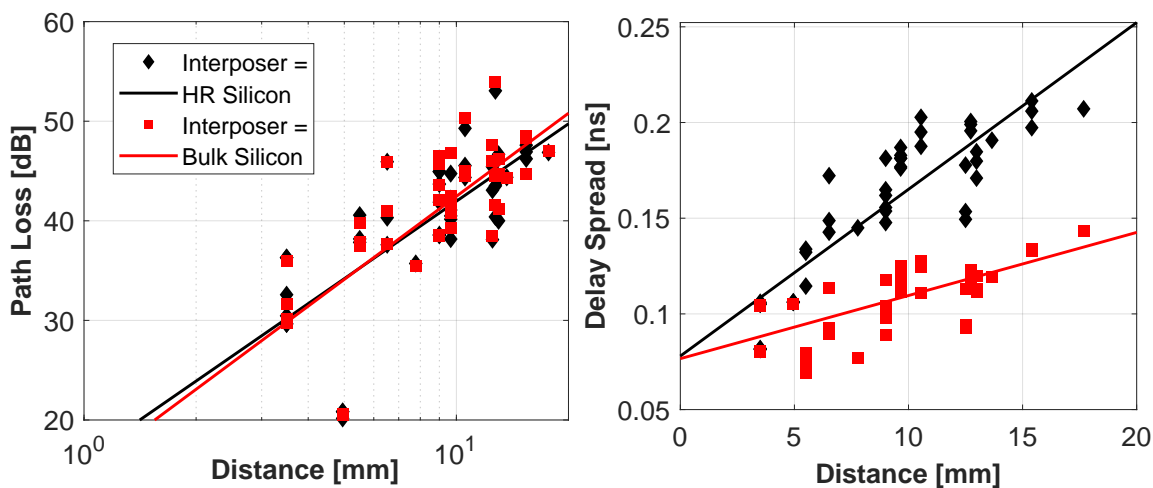 60
50
40
30
20
Path Loss [dB]
Interposer =
HR Silicon
Interposer =
Bulk Silicon
10^0
10^1
Distance [mm]
0.25
0.2
0.15
0.1
0.05
Delay Spread [ns]
0
5
10
15
20
Distance [mm]